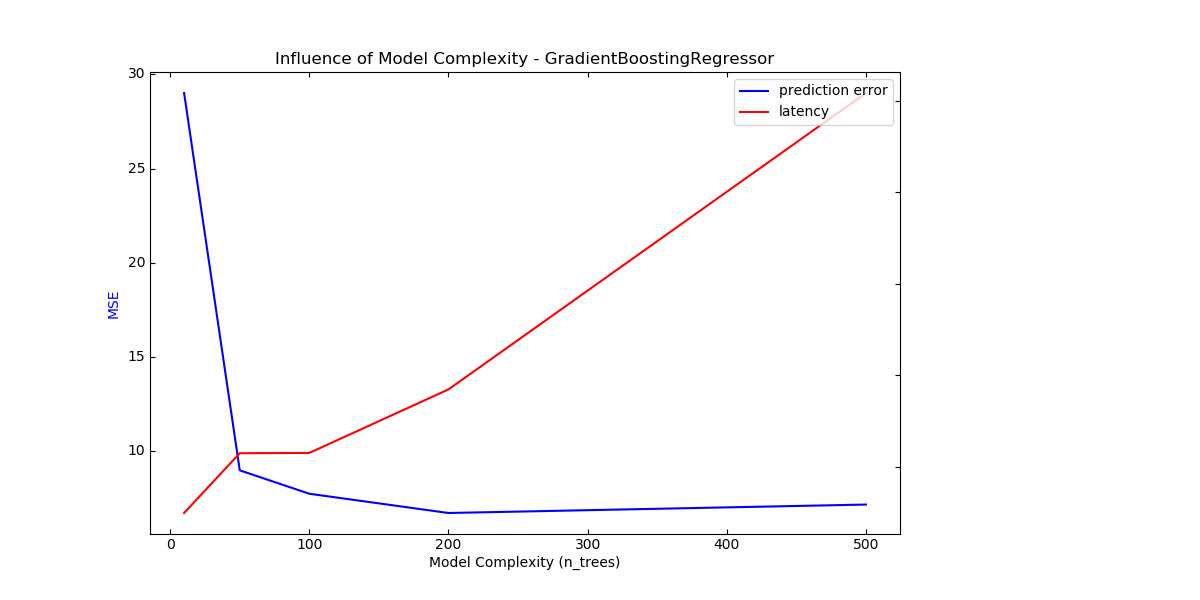 Influence of Model Complexity - GradientBoostingRegressor
prediction error
latency
30
25
20
15
10
MSE
0 100 200 300 400 500
Model Complexity (n_trees)